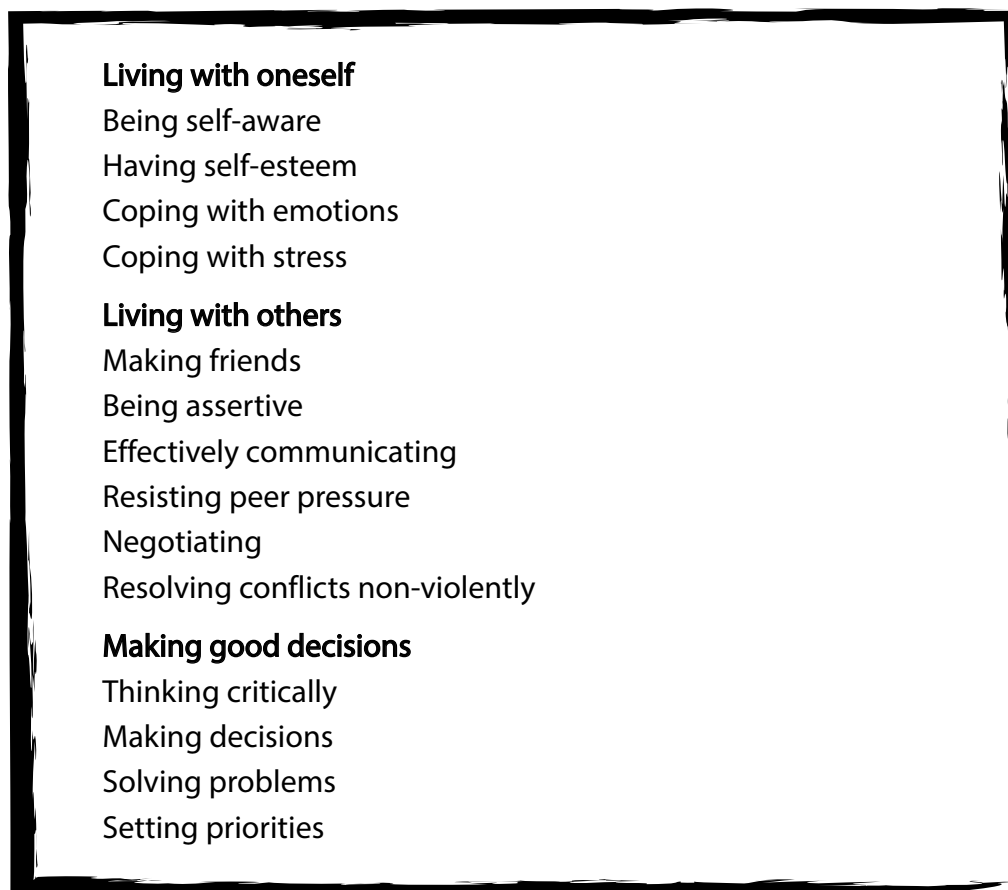 Living with oneself
Being self-aware
Having self-esteem
Coping with emotions
Coping with stress
Living with others
Making friends
Being assertive
Effectively communicating
Resisting peer pressure
Negotiating
Resolving conflicts non-violently
Making good decisions
Thinking critically
Making decisions
Solving problems
Setting priorities